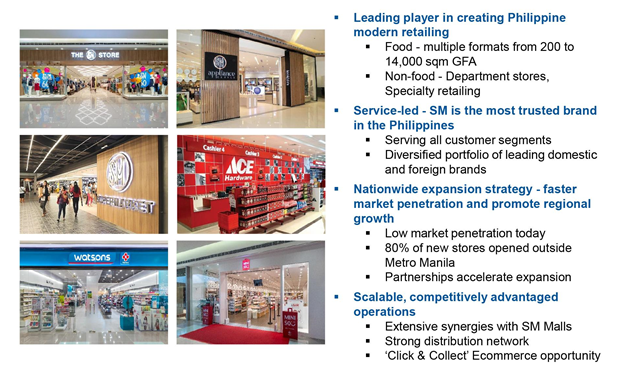 THE SM STORE
SM
appliance
SM
SUPERMARKET
Cashier 4
Cashier 3
ACE
Hardware
watsons
MINI
SO
Leading player in creating Philippine
modern retailing
Food - multiple formats from 200 to
14,000 sqm GFA
Non-food - Department stores,
Specialty retailing
Service-led - SM is the most trusted brand
in the Philippines
Serving all customer segments
Diversified portfolio of leading domestic
and foreign brands
Nationwide expansion strategy - faster
market penetration and promote regional
growth
Low market penetration today
80% of new stores opened outside
Metro Manila
Partnerships accelerate expansion
Scalable, competitively advantaged
operations
Extensive synergies with SM Malls
Strong distribution network
‘Click & Collect’ Ecommerce opportunity